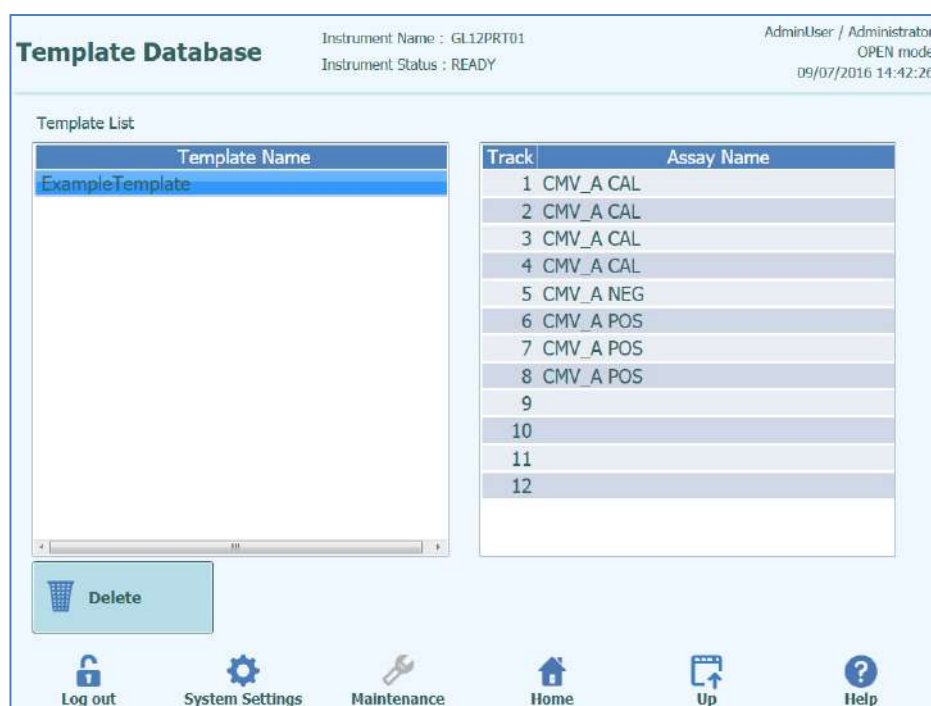 Template Database
Instrument Name : GL12PRT01
Instrument Status : READY
AdminUser / Administrator
OPEN mode
09/07/2016 14:42:26
Template List
Template Name
ExampleTemplate
Track Assay Name
1 CMV_A CAL
2 CMV_A CAL
3 CMV_A CAL
4 CMV_A CAL
5 CMV_A NEG
6 CMV_A POS
7 CMV_A POS
8 CMV_A POS
9
10
11
12
Delete
Log out System Settings Maintenance Home Up Help